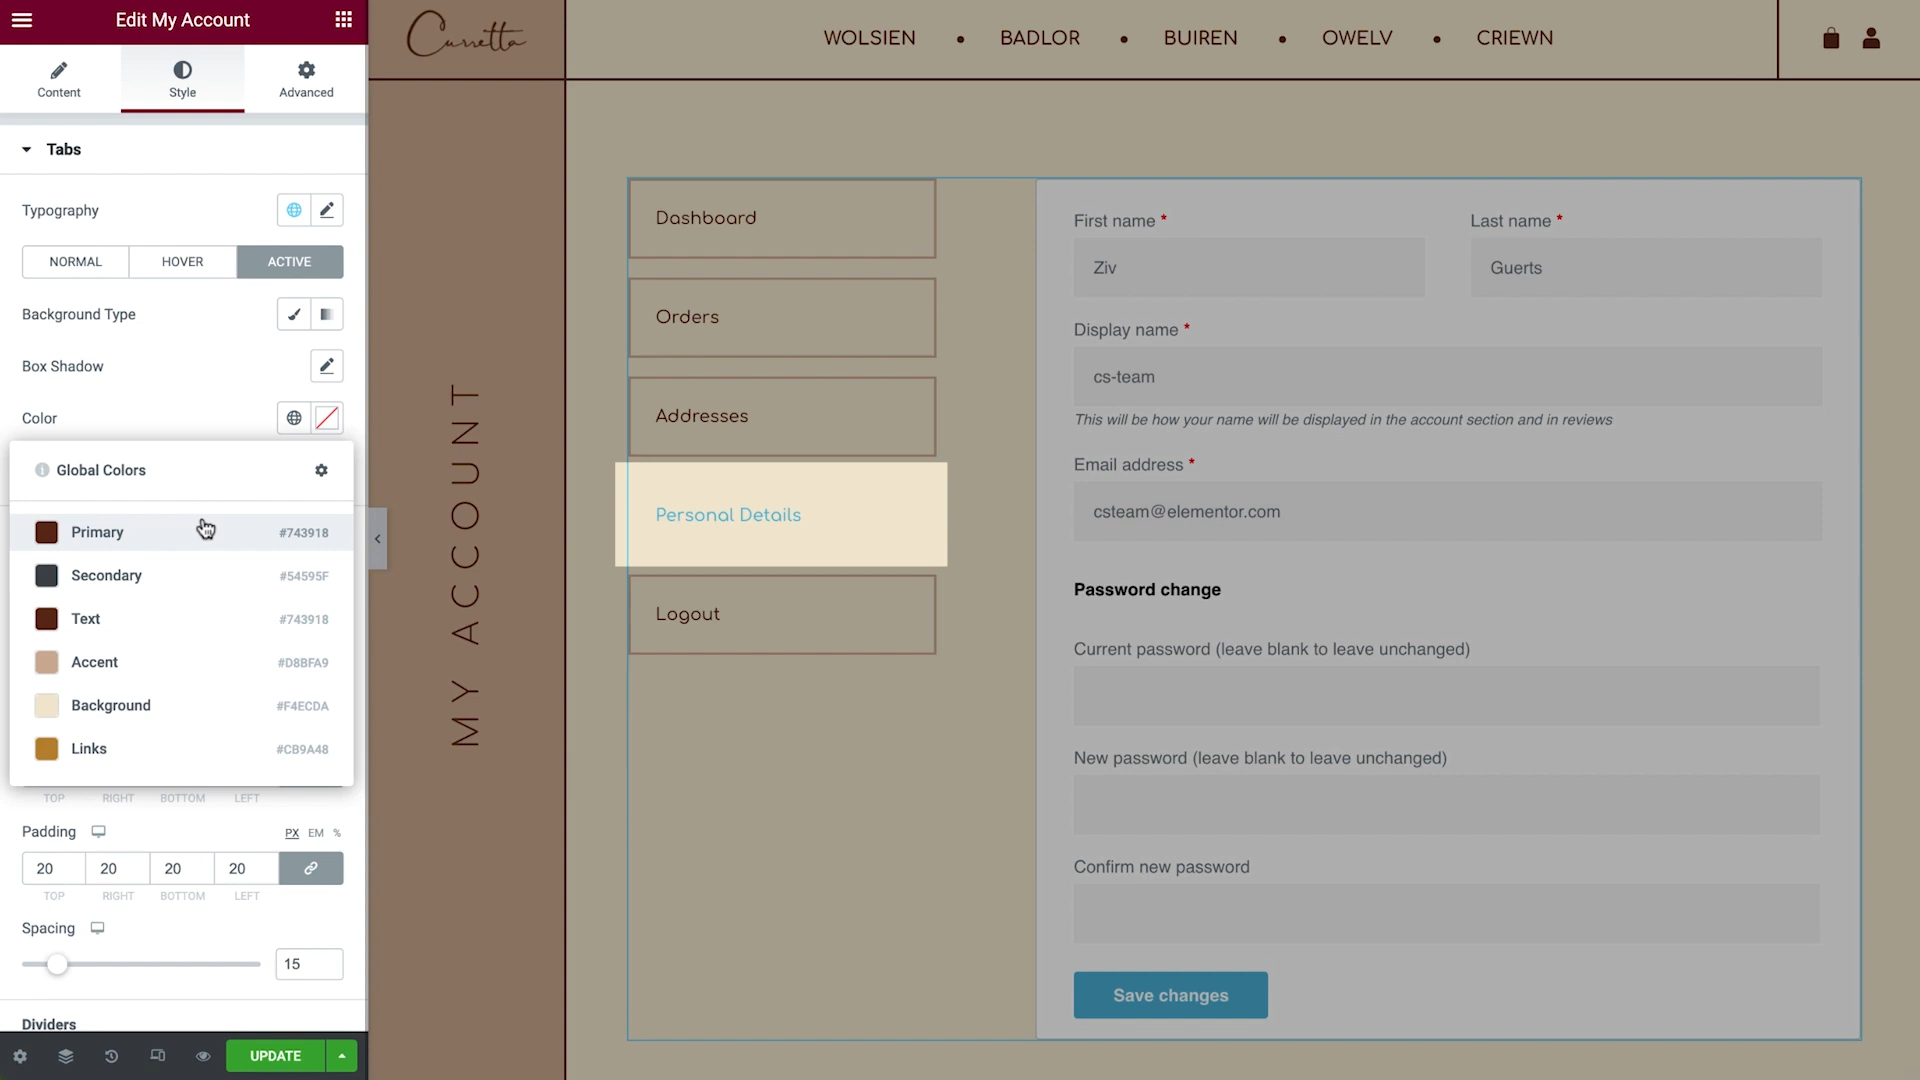 Edit My Account
Content
Style
Advanced
Tabs
Typography
NORMAL
HOVER
ACTIVE
Background Type
Box Shadow
Color
Global Colors
Primary #743918
Secondary #54595F
Text #743918
Accent #D8BFA9
Background #F4ECDA
Links #CB9A48
TOP RIGHT BOTTOM LEFT
Padding PX EM %
20 20 20 20
TOP RIGHT BOTTOM LEFT
Spacing
15
Dividers
UPDATE
Curretta
WOLSIEN • BADLOR • BUIREN • OWELV • CRIEWN
MY ACCOUNT
Dashboard
Orders
Addresses
Personal Details
Logout
First name *
Last name *
Ziv
Guerts
Display name *
cs-team
This will be how your name will be displayed in the account section and in reviews
Email address *
csteam@elementor.com
Password change
Current password (leave blank to leave unchanged)
New password (leave blank to leave unchanged)
Confirm new password
Save changes